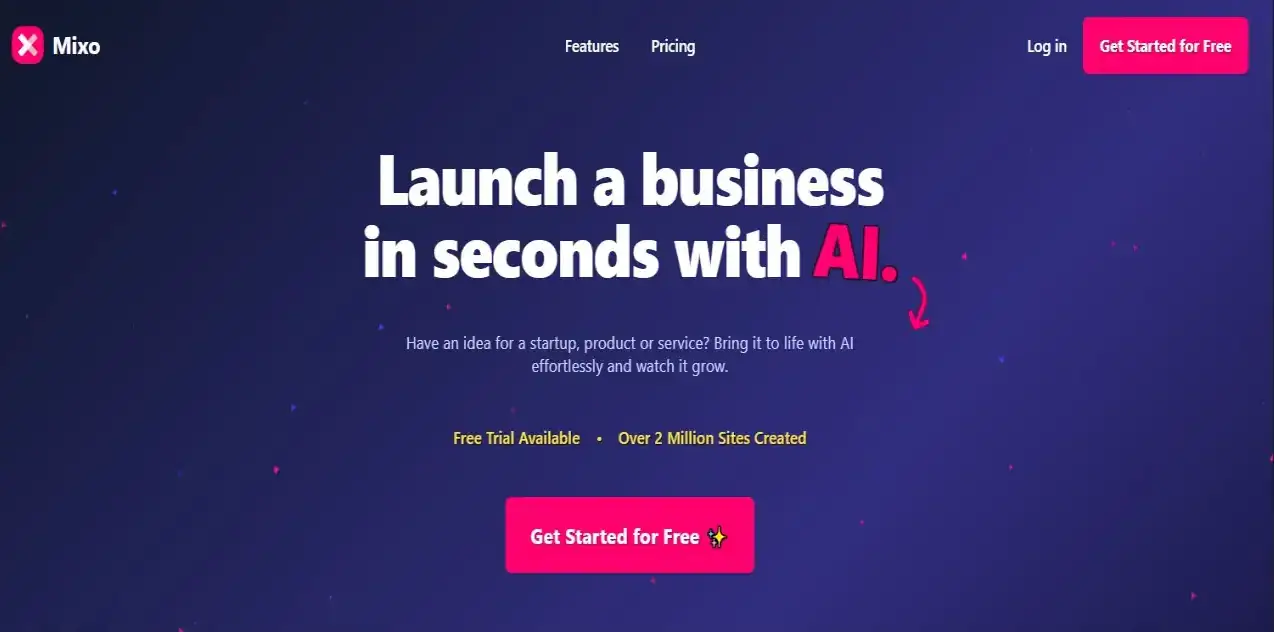 Mixo
Features
Pricing
Log in
Get Started for Free
Launch a business
in seconds with AI.
Have an idea for a startup, product or service? Bring it to life with AI
effortlessly and watch it grow.
Free Trial Available • Over 2 Million Sites Created
Get Started for Free ✨